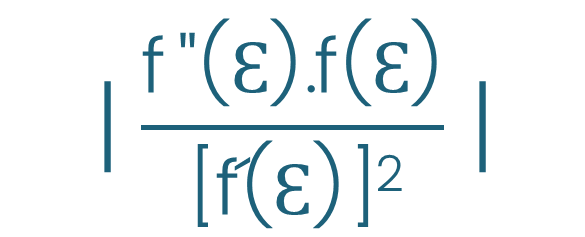 | f "(Ɛ).f(Ɛ) |
[f´(Ɛ)]²